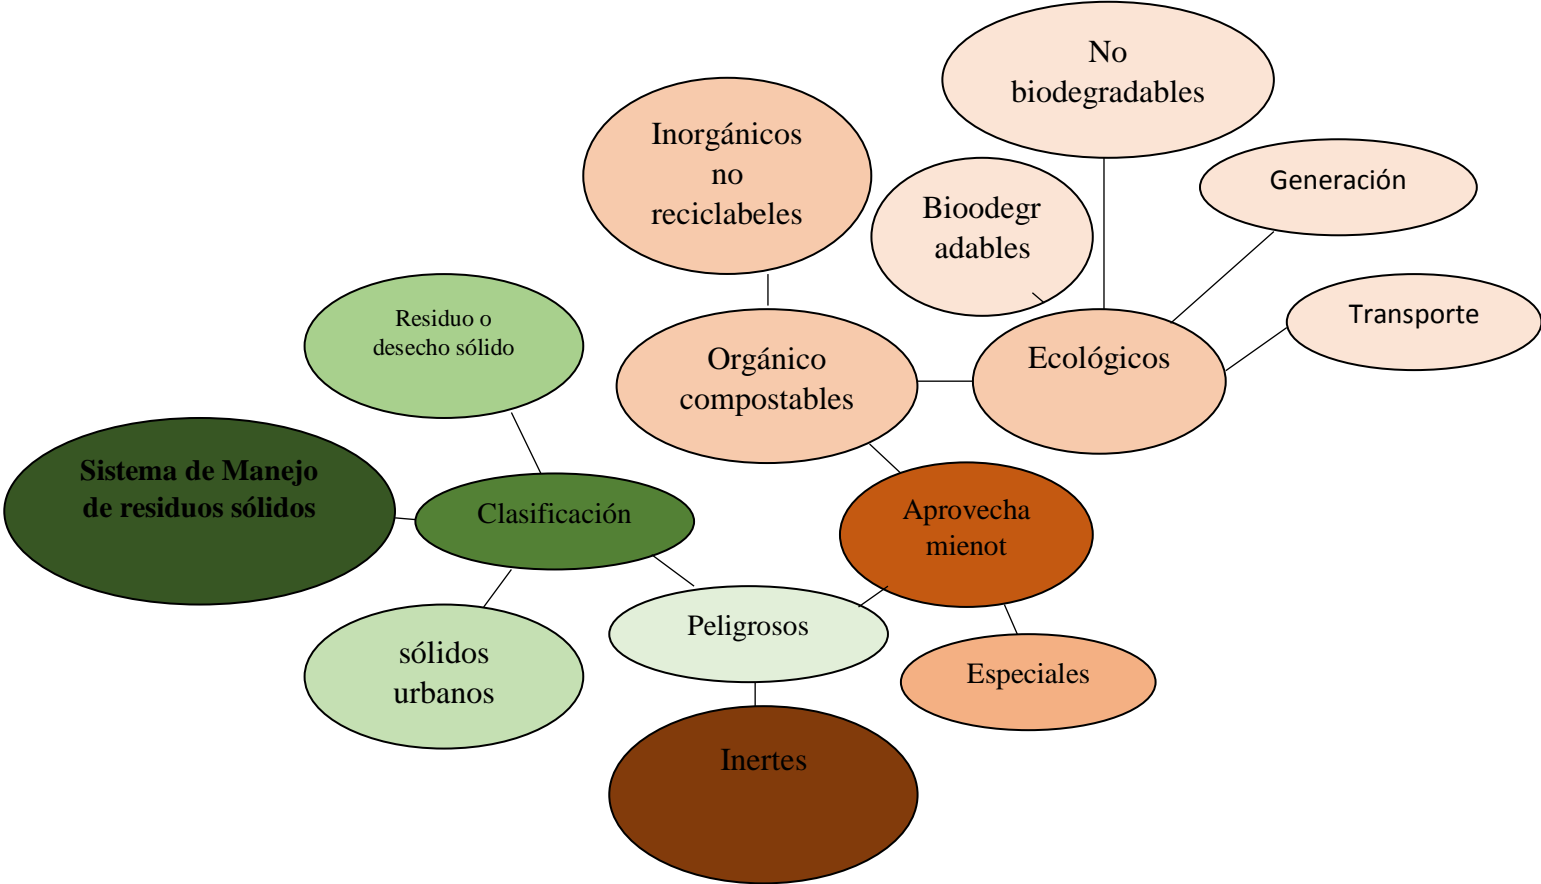 No
biodegradables
Inorgánicos
no
reciclabeles
Generación
Bioodegr
adables
Residuo o
desecho sólido
Transporte
Orgánico
compostables
Ecológicos
Sistema de Manejo
de residuos sólidos
Clasificación
Aprovecha
mienot
Peligrosos
sólidos
urbanos
Especiales
Inertes